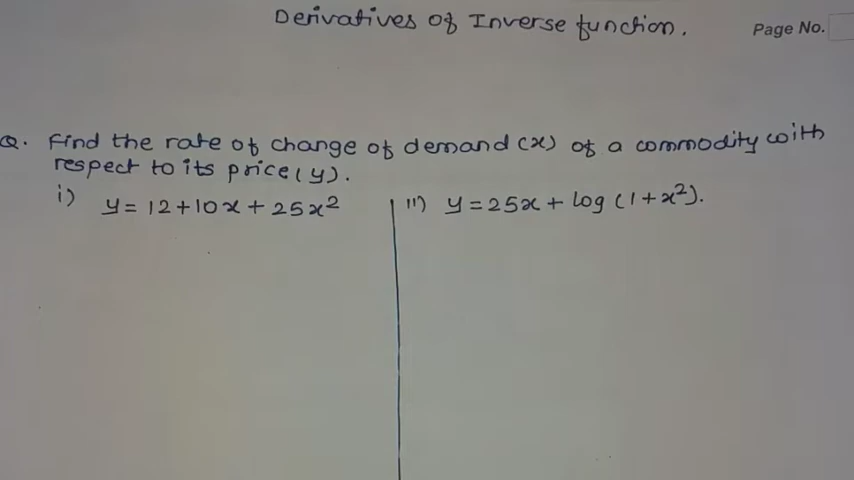 Derivatives of Inverse function.
Page No.
Q. Find the rate of change of demand (x) of a commodity with
respect to its price (y).
i) y = 12+10x + 25x²
ii) y = 25x + log (1+x²).